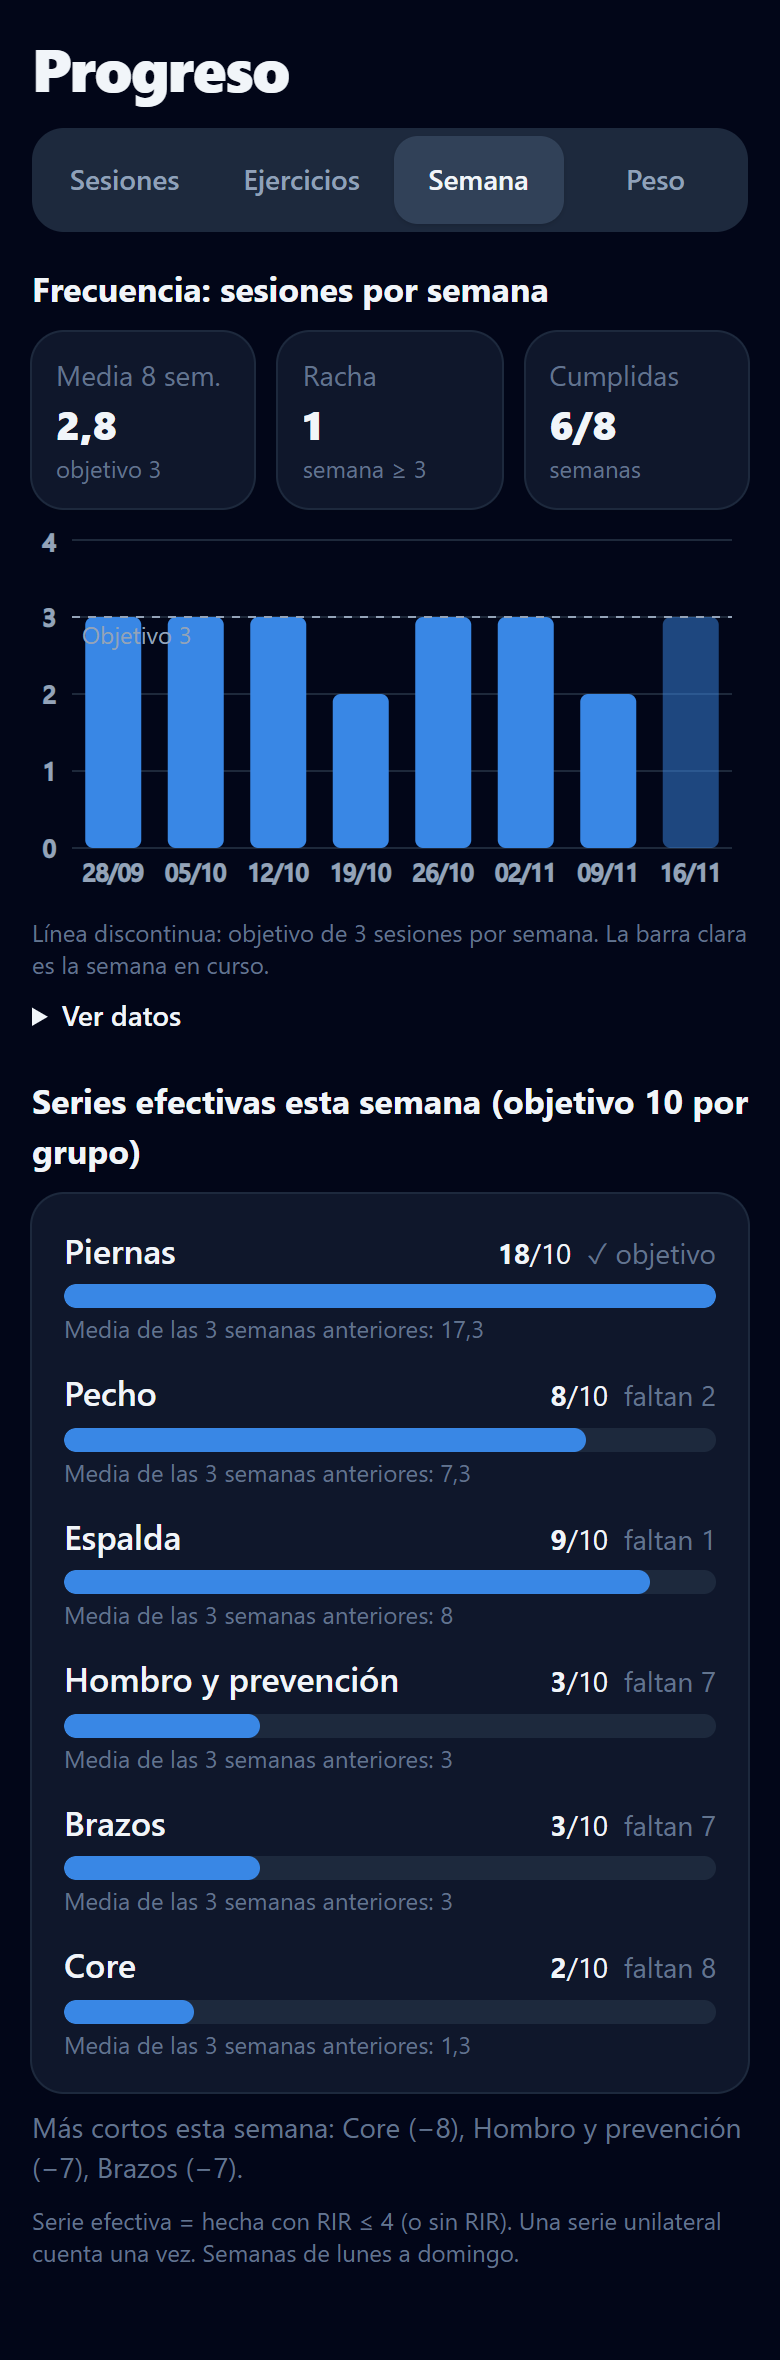 Progreso
Sesiones Ejercicios Semana Peso
Frecuencia: sesiones por semana
Media 8 sem. Racha Cumplidas
2,8 1 6/8
objetivo 3 semana ≥ 3 semanas
4
3
Objetivo 3
2
1
0
28/09 05/10 12/10 19/10 26/10 02/11 09/11 16/11
Línea discontinua: objetivo de 3 sesiones por semana. La barra clara
es la semana en curso.
▶ Ver datos
Series efectivas esta semana (objetivo 10 por
grupo)
Piernas 18/10 ✓ objetivo
Media de las 3 semanas anteriores: 17,3
Pecho 8/10 faltan 2
Media de las 3 semanas anteriores: 7,3
Espalda 9/10 faltan 1
Media de las 3 semanas anteriores: 8
Hombro y prevención 3/10 faltan 7
Media de las 3 semanas anteriores: 3
Brazos 3/10 faltan 7
Media de las 3 semanas anteriores: 3
Core 2/10 faltan 8
Media de las 3 semanas anteriores: 1,3
Más cortos esta semana: Core (−8), Hombro y prevención
(−7), Brazos (−7).
Serie efectiva = hecha con RIR ≤ 4 (o sin RIR). Una serie unilateral
cuenta una vez. Semanas de lunes a domingo.